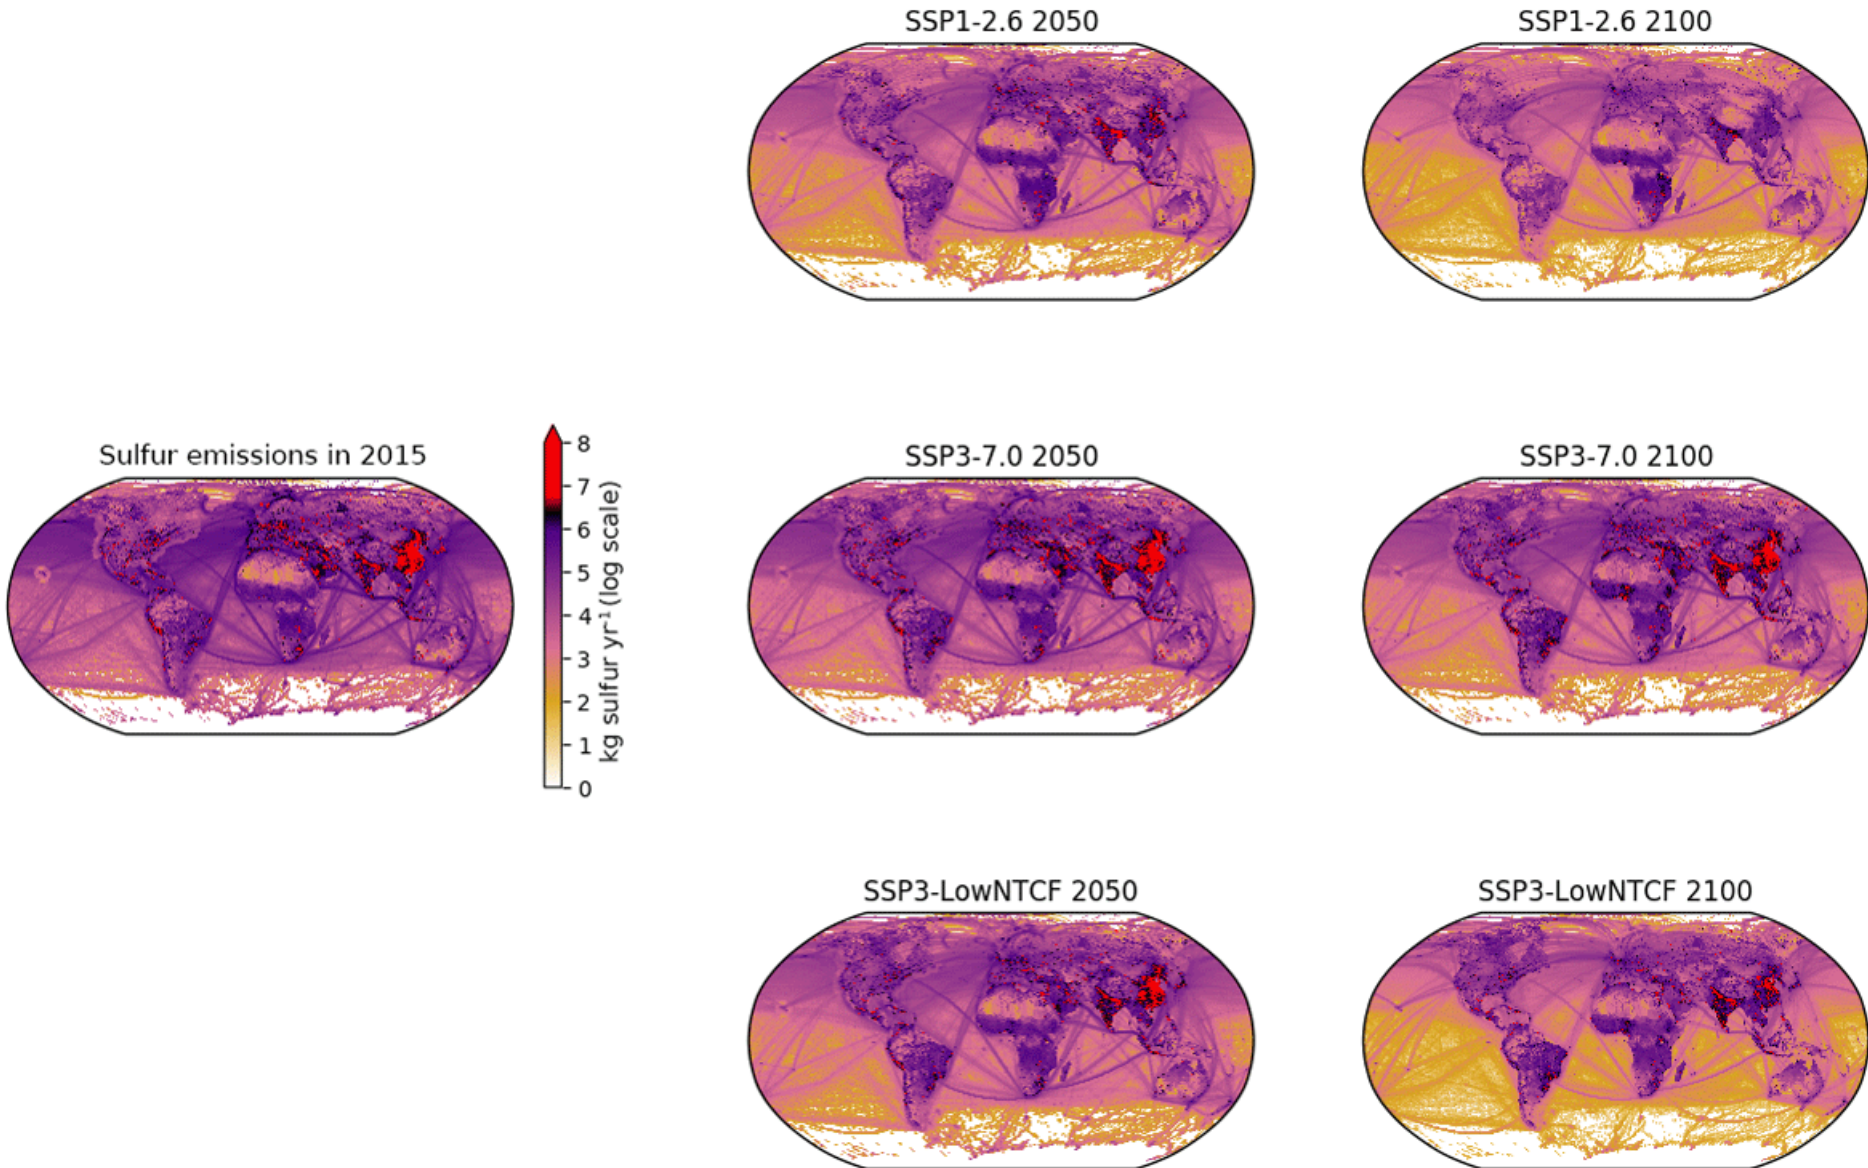 SSP1-2.6 2050
SSP1-2.6 2100
Sulfur emissions in 2015
8
7
6
5
4
3
2
1
0
kg sulfur yr⁻¹ (log scale)
SSP3-7.0 2050
SSP3-7.0 2100
SSP3-LowNTCF 2050
SSP3-LowNTCF 2100